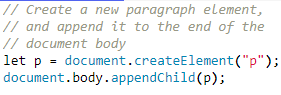 // Create a new paragraph element,
// and append it to the end of the
// document body
let p = document.createElement("p");
document.body.appendChild(p);